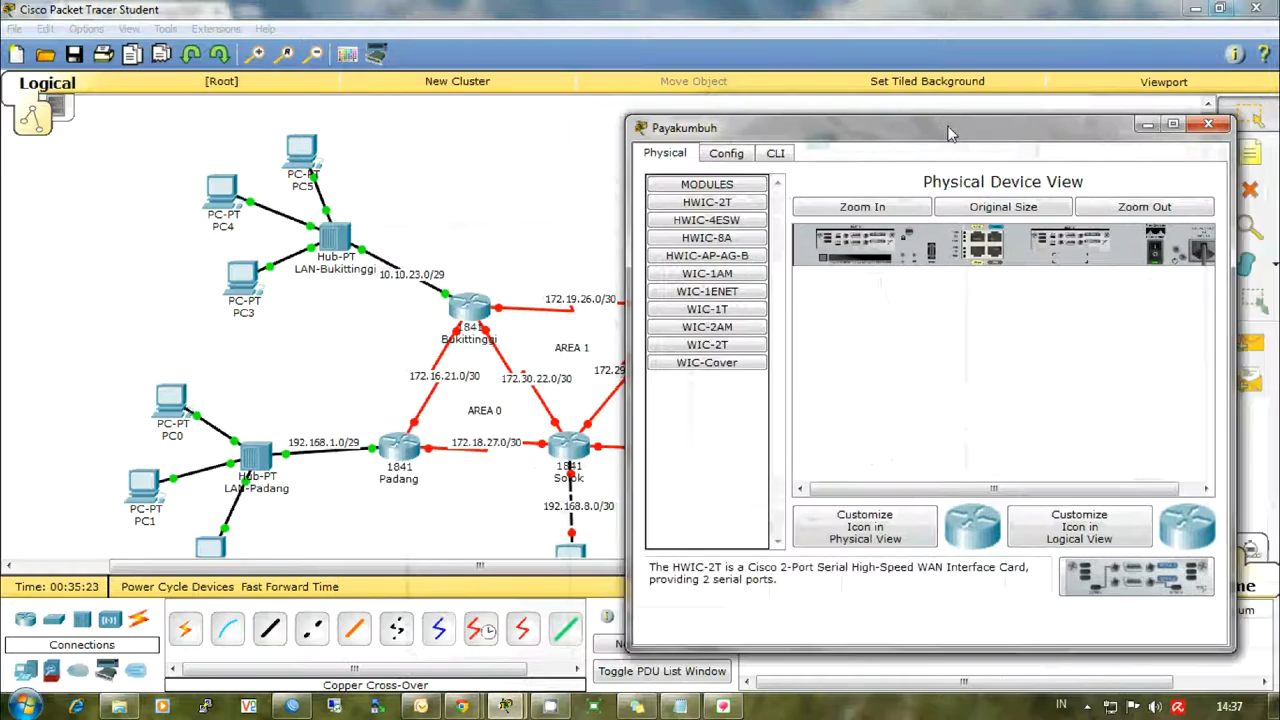 Cisco Packet Tracer Student
File Edit Options View Tools Extensions Help
Logical
[Root]
New Cluster
Move Object
Set Tiled Background
Viewport
PC-PT
PC5
PC-PT
PC4
Hub-PT
LAN-Bukittinggi
PC-PT
PC3
10.10.23.0/29
1841
Bukittinggi
172.19.26.0/30
AREA 1
172.16.21.0/30
172.30.22.0/30
AREA 0
PC-PT
PC0
192.168.1.0/29
Hub-PT
LAN-Padang
PC-PT
PC1
1841
Padang
172.18.27.0/30
1841
Solok
192.168.8.0/30
Payakumbuh
Physical
Config
CLI
MODULES
HWIC-2T
HWIC-4ESW
HWIC-8A
HWIC-AP-AG-B
WIC-1AM
WIC-1ENET
WIC-1T
WIC-2AM
WIC-2T
WIC-Cover
Physical Device View
Zoom In
Original Size
Zoom Out
Customize
Icon in
Physical View
Customize
Icon in
Logical View
The HWIC-2T is a Cisco 2-Port Serial High-Speed WAN Interface Card,
providing 2 serial ports.
Time: 00:35:23
Power Cycle Devices Fast Forward Time
Connections
Copper Cross-Over
Toggle PDU List Window
IN
14:37